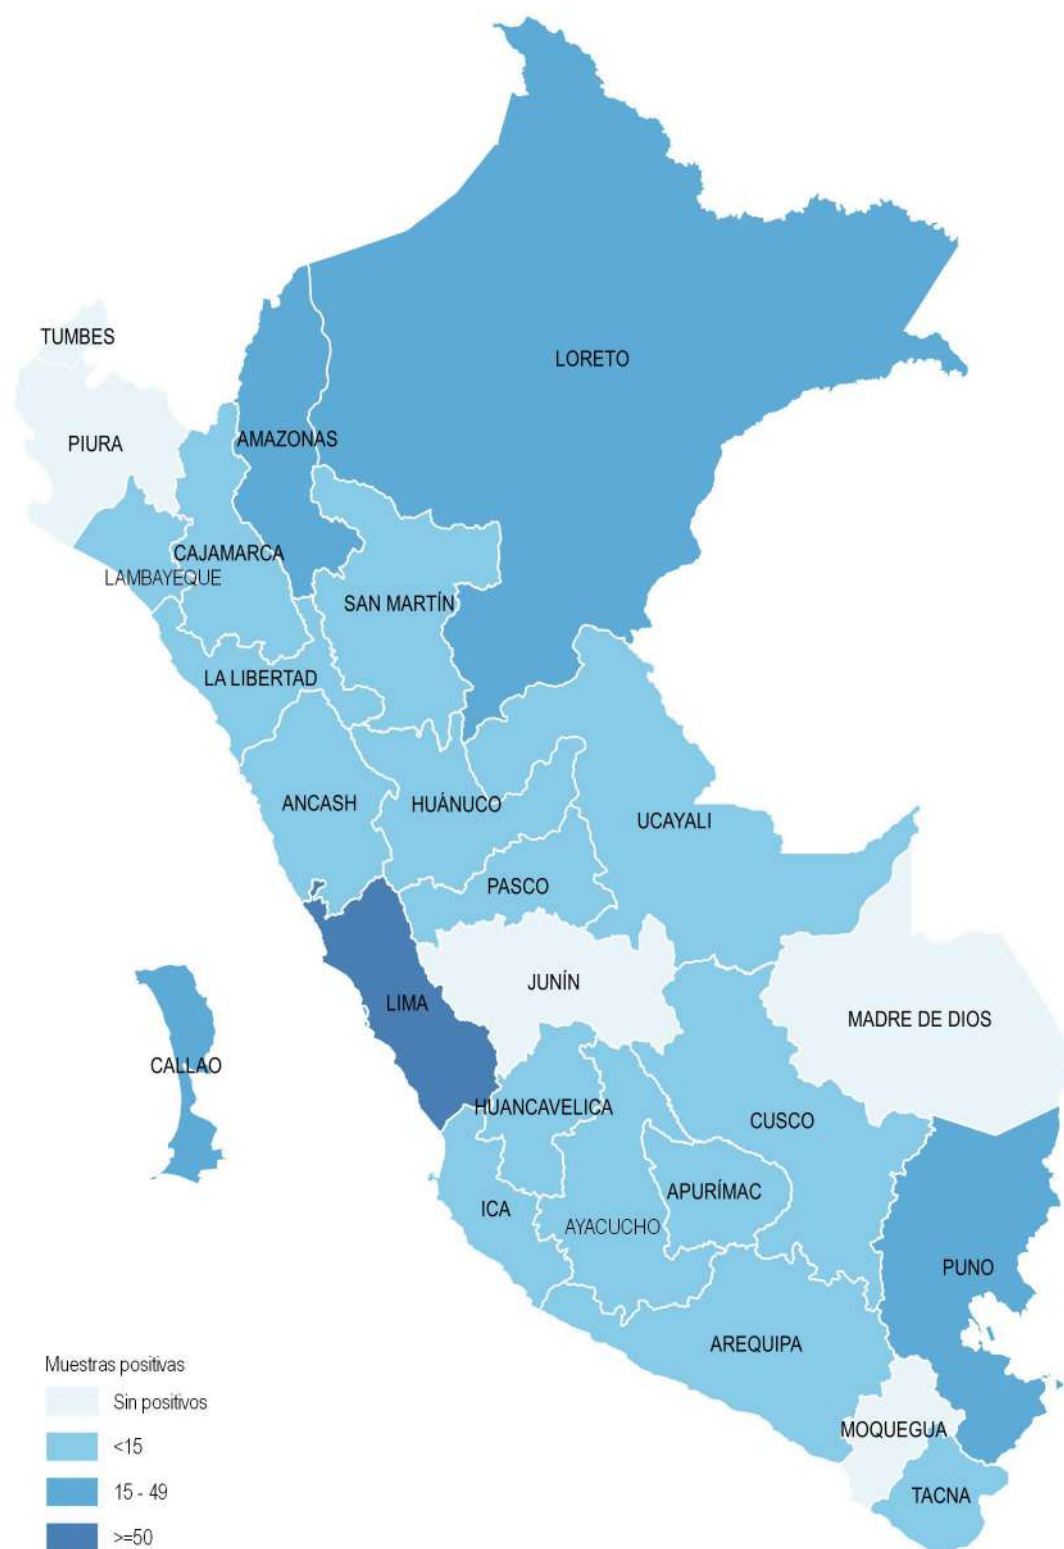 TUMBES
LORETO
PIURA
AMAZONAS
CAJAMARCA
LAMBAYEQUE
SAN MARTÍN
LA LIBERTAD
ANCASH
HUÁNUCO
UCAYALI
PASCO
JUNÍN
LIMA
MADRE DE DIOS
CALLAO
HUANCAVELICA
CUSCO
APURÍMAC
ICA
AYACUCHO
PUNO
AREQUIPA
MOQUEGUA
TACNA
Muestras positivas
Sin positivos
<15
15 - 49
>=50